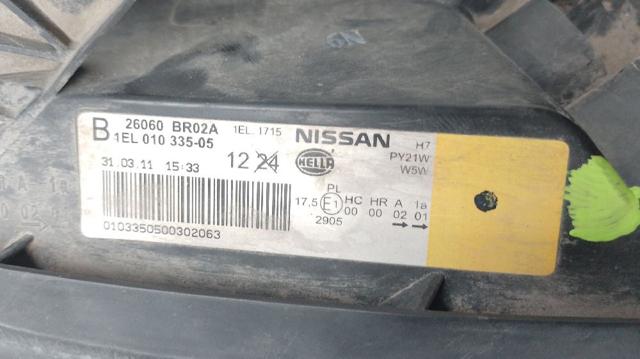 B 26060 BR02A 1EL. 1715 NISSAN H7
1EL 010 335-05 PY21W
W5W
31.03.11 15:33 12 24 HELLA
PL
17,5 E1 HC HR A 1a
00 00 02 01
2905
0103350500302063